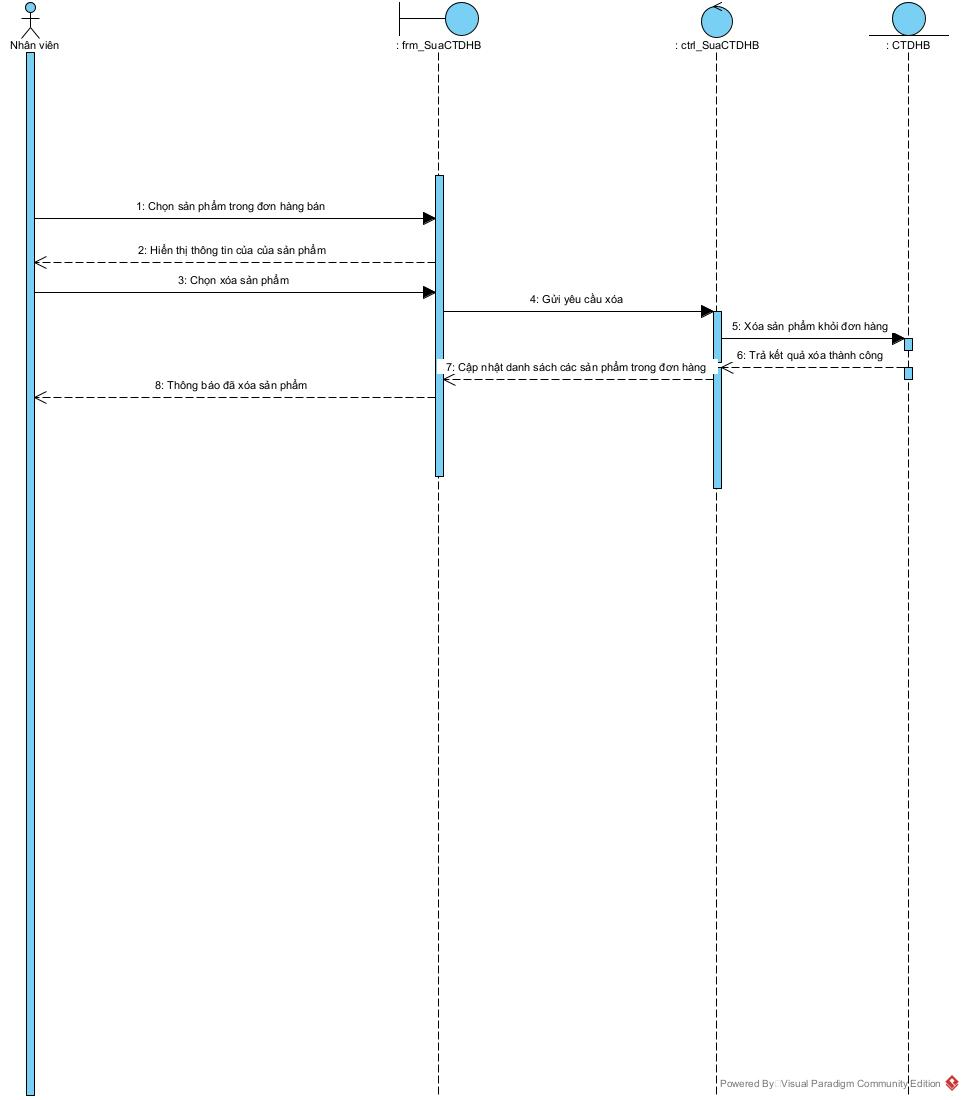 Nhân viên
: frm_SuaCTDHB
: ctrl_SuaCTDHB
: CTDHB
1: Chọn sản phẩm trong đơn hàng bán
2: Hiển thị thông tin của của sản phẩm
3: Chọn xóa sản phẩm
4: Gửi yêu cầu xóa
5: Xóa sản phẩm khỏi đơn hàng
6: Trả kết quả xóa thành công
7: Cập nhật danh sách các sản phẩm trong đơn hàng
8: Thông báo đã xóa sản phẩm
Powered By Visual Paradigm Community Edition